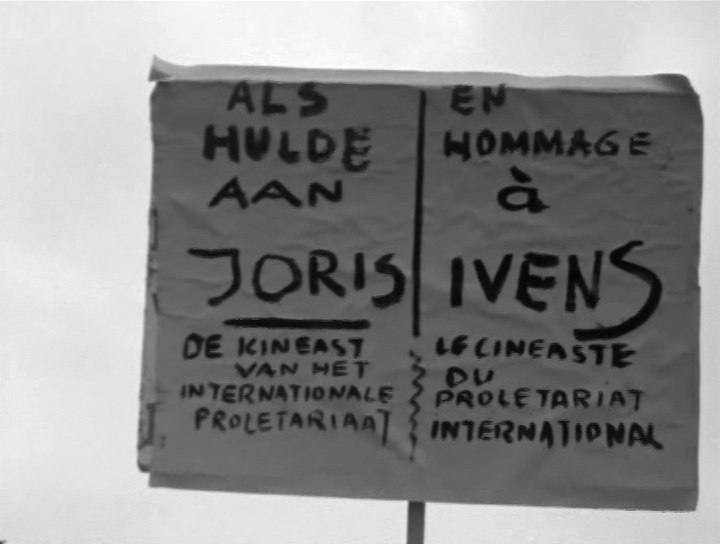 ALS
HULDE
AAN
JORIS
DE KINEAST
VAN HET
INTERNATIONALE
PROLETARIAAT
EN
HOMMAGE
à
IVENS
LE CINEASTE
DU
PROLETARIAT
INTERNATIONAL